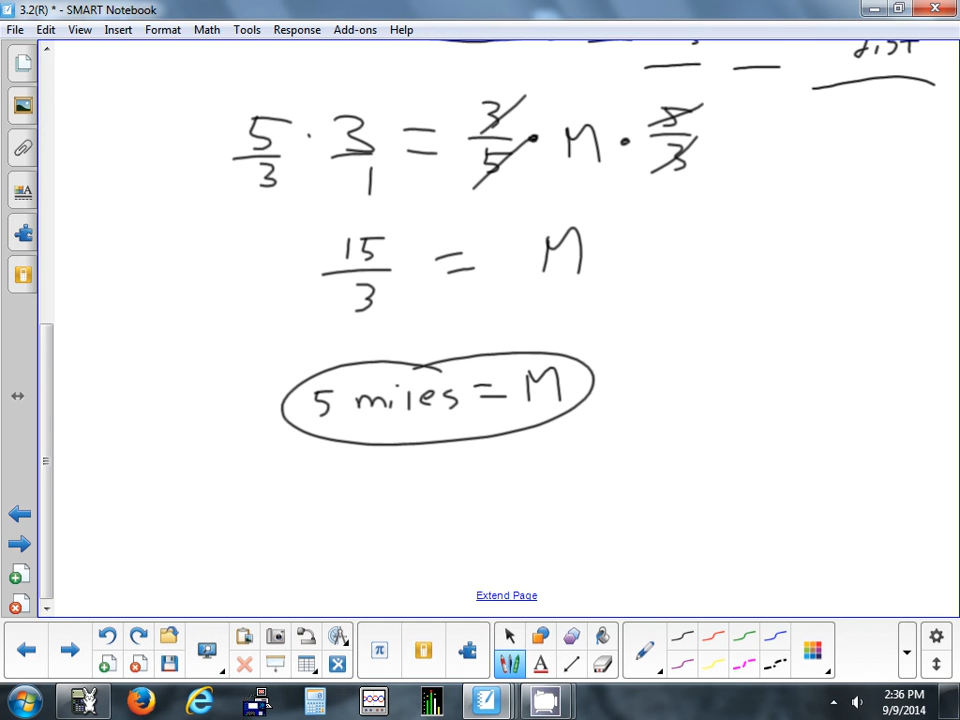 3.2(R) * - SMART Notebook
File Edit View Insert Format Math Tools Response Add-ons Help
5/3 · 3/1 = 3/5 · M · 5/3
15/3 = M
5 miles = M
Extend Page
2:36 PM
9/9/2014